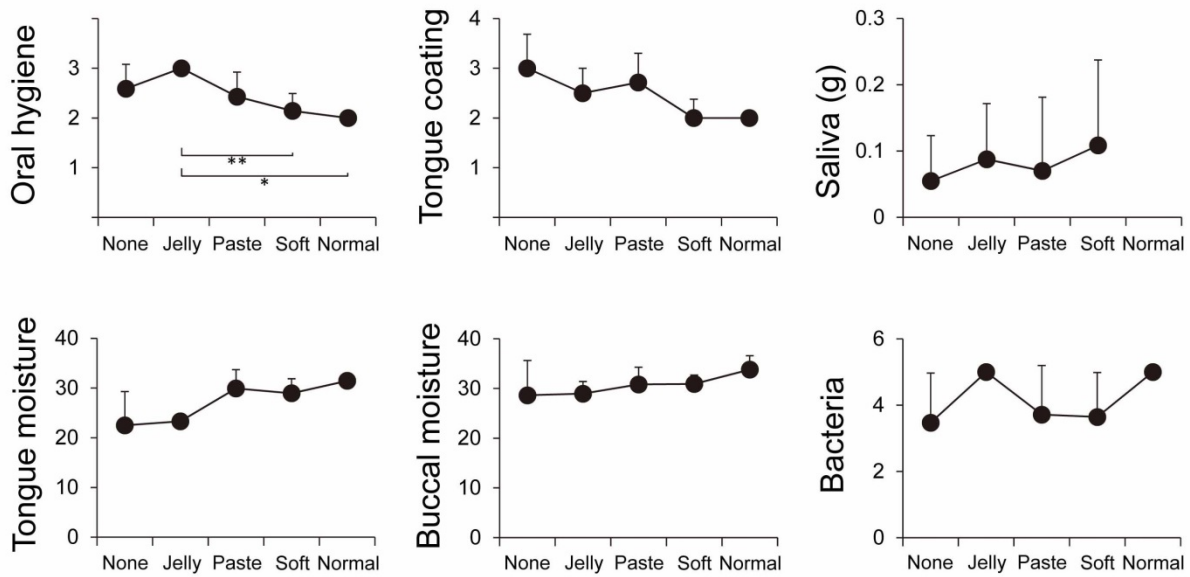 Oral hygiene
3
2
1
**
*
None Jelly Paste Soft Normal
Tongue coating
4
3
2
1
0
None Jelly Paste Soft Normal
Saliva (g)
0.3
0.2
0.1
0
None Jelly Paste Soft Normal
Tongue moisture
40
30
20
10
0
None Jelly Paste Soft Normal
Buccal moisture
40
30
20
10
0
None Jelly Paste Soft Normal
Bacteria
6
4
2
0
None Jelly Paste Soft Normal